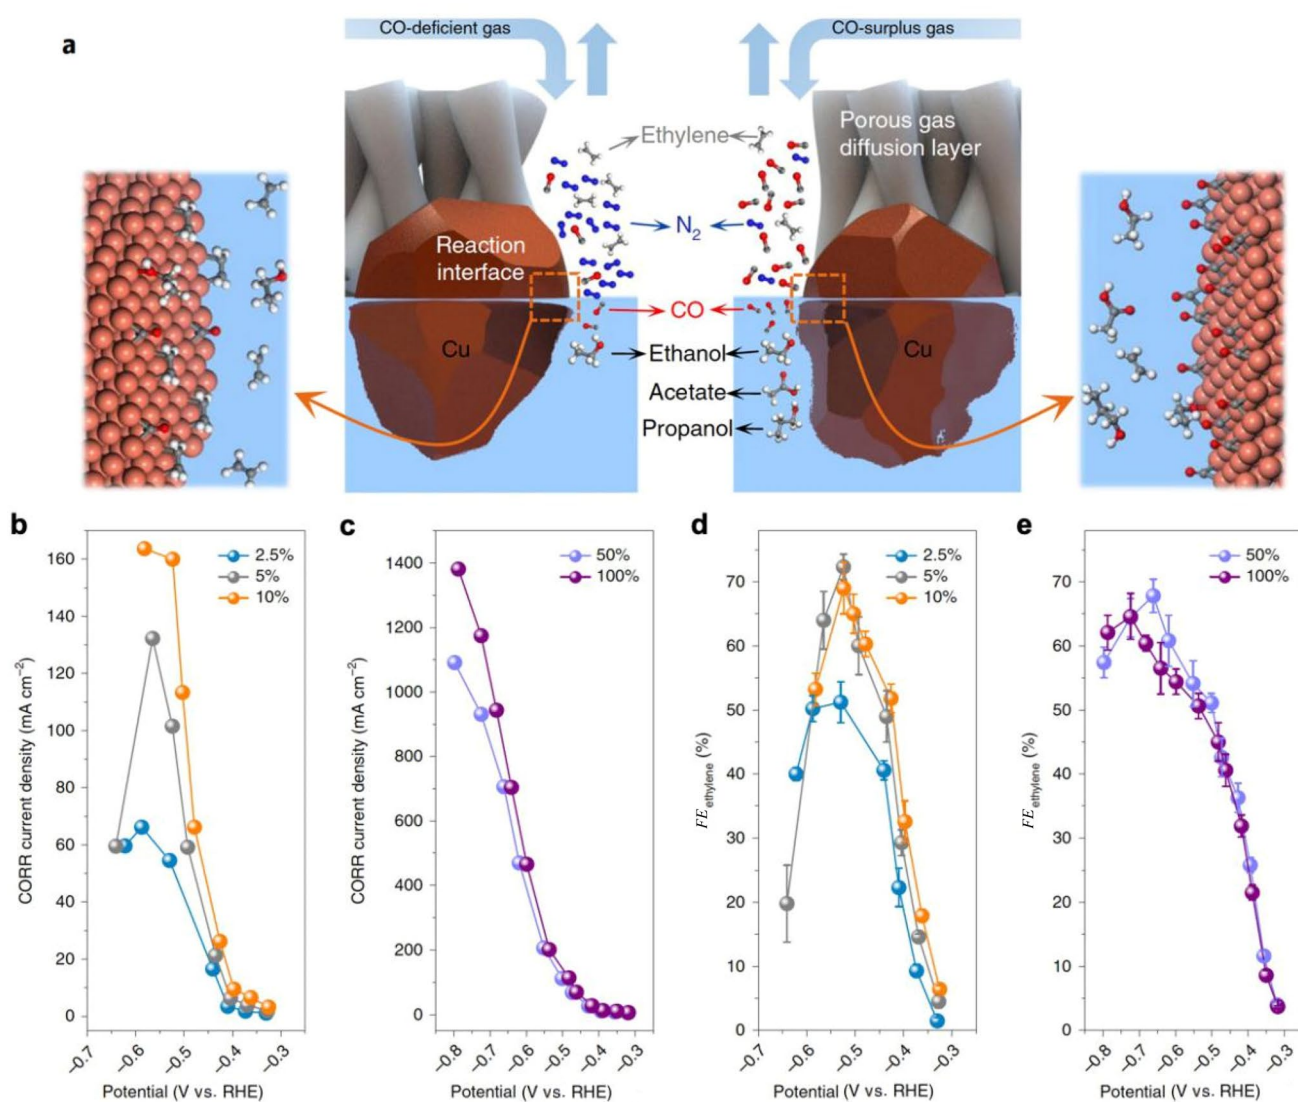 a
CO-deficient gas
CO-surplus gas
Ethylene
Porous gas
diffusion layer
N₂
Reaction
interface
CO
Cu
Cu
Ethanol
Acetate
Propanol
b
CORR current density (mA cm⁻²)
160
140
120
100
80
60
40
20
0
2.5%
5%
10%
−0.7
−0.6
−0.5
−0.4
−0.3
Potential (V vs. RHE)
c
CORR current density (mA cm⁻²)
1400
1200
1000
800
600
400
200
0
50%
100%
−0.8
−0.7
−0.6
−0.5
−0.4
−0.3
Potential (V vs. RHE)
d
FEethylene (%)
70
60
50
40
30
20
10
0
2.5%
5%
10%
−0.7
−0.6
−0.5
−0.4
−0.3
Potential (V vs. RHE)
e
FEethylene (%)
70
60
50
40
30
20
10
0
50%
100%
−0.8
−0.7
−0.6
−0.5
−0.4
−0.3
Potential (V vs. RHE)